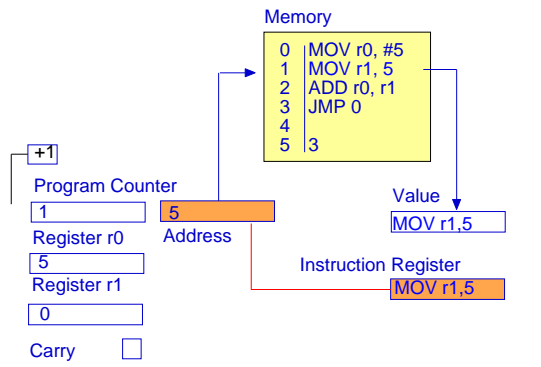 Memory
0 MOV r0, #5
1 MOV r1, 5
2 ADD r0, r1
3 JMP 0
4
5 3
+1
Program Counter
1
5
Address
Value
MOV r1,5
Register r0
5
Instruction Register
MOV r1,5
Register r1
0
Carry